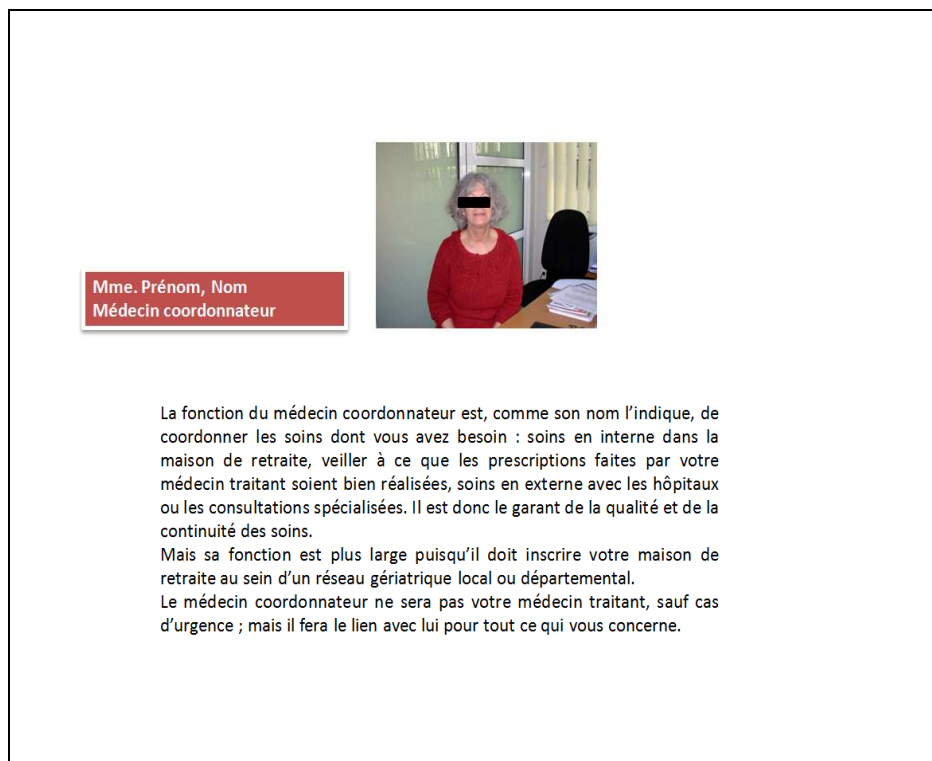 Mme. Prénom, Nom
Médecin coordonnateur
La fonction du médecin coordonnateur est, comme son nom l’indique, de
coordonner les soins dont vous avez besoin : soins en interne dans la
maison de retraite, veiller à ce que les prescriptions faites par votre
médecin traitant soient bien réalisées, soins en externe avec les hôpitaux
ou les consultations spécialisées. Il est donc le garant de la qualité et de la
continuité des soins.
Mais sa fonction est plus large puisqu’il doit inscrire votre maison de
retraite au sein d’un réseau gériatrique local ou départemental.
Le médecin coordonnateur ne sera pas votre médecin traitant, sauf cas
d’urgence ; mais il fera le lien avec lui pour tout ce qui vous concerne.